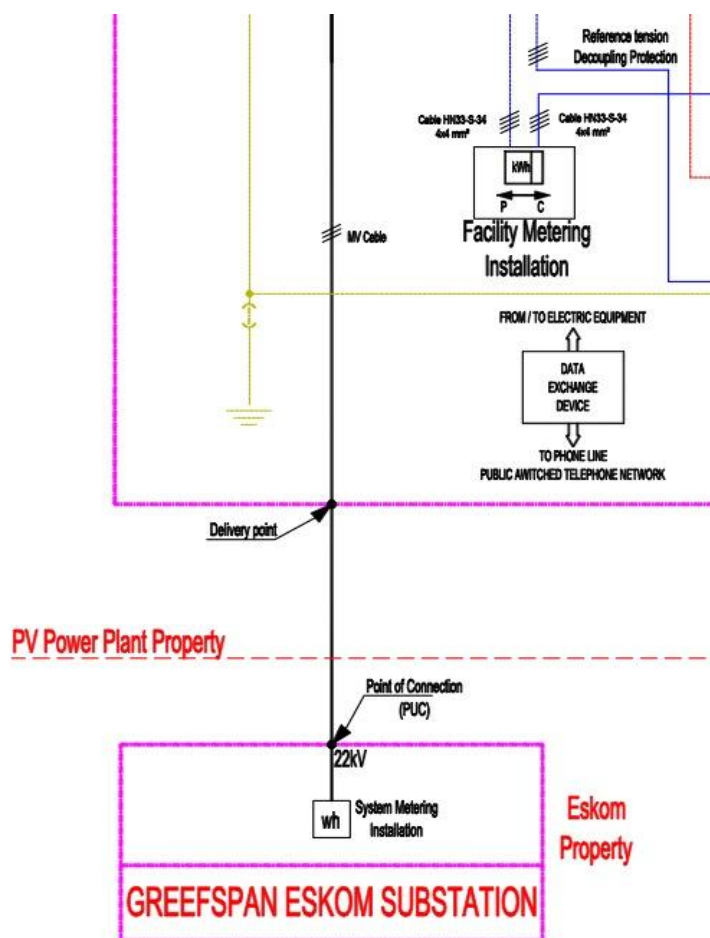 Reference tension
Decoupling Protection
Cable HN33-S-34
4x4 mm²
Cable HN33-S-34
4x4 mm²
kWh
P C
Facility Metering
Installation
MV Cable
FROM / TO ELECTRIC EQUIPMENT
DATA
EXCHANGE
DEVICE
TO PHONE LINE
PUBLIC AWITCHED TELEPHONE NETWORK
Delivery point
PV Power Plant Property
Point of Connection
(PUC)
22kV
wh
System Metering
Installation
Eskom
Property
GREEFSPAN ESKOM SUBSTATION